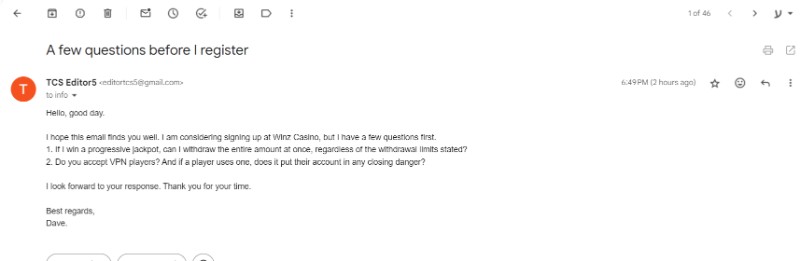 1 of 46
A few questions before I register
T
TCS Editor5 <editortcs5@gmail.com>
6:49 PM (2 hours ago)
to info
Hello, good day.
I hope this email finds you well. I am considering signing up at Winz Casino, but I have a few questions first.
1. If I win a progressive jackpot, can I withdraw the entire amount at once, regardless of the withdrawal limits stated?
2. Do you accept VPN players? And if a player uses one, does it put their account in any closing danger?
I look forward to your response. Thank you for your time.
Best regards,
Dave.